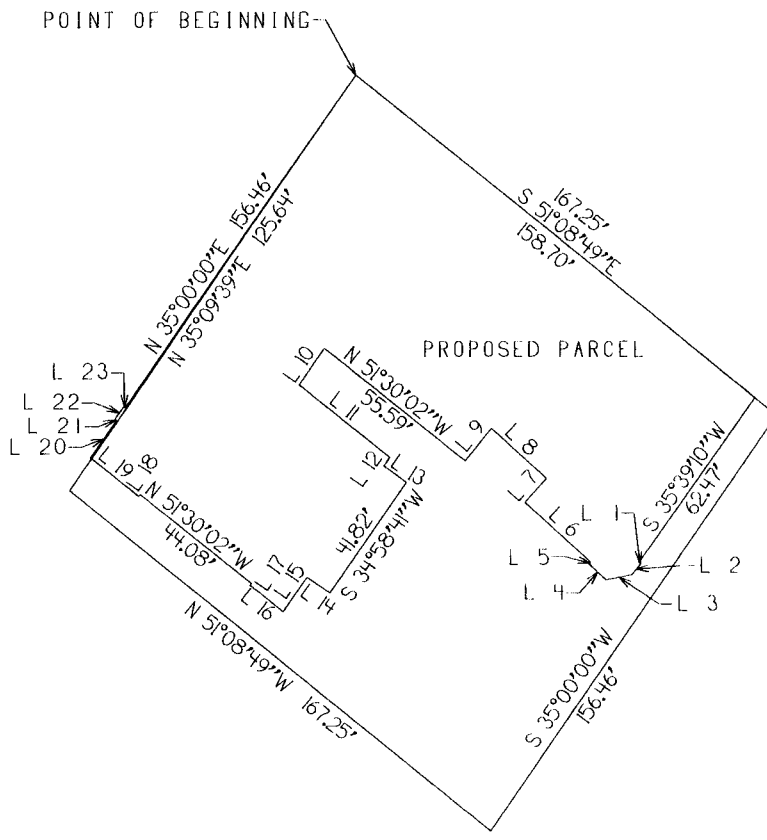 POINT OF BEGINNING
167.25'
S 51°08'49"E
158.70'
N 35°00'00"E 156.46'
N 35°09'39"E 125.64'
PROPOSED PARCEL
L 10
N 51°30'02"W
55.59'
L 23
L 22
L 21
L 20
L 11
L 9
L 8
L 19
L 18
L 12
L 13
L 7
L 6
L 1
S 35°39'10"W
62.47'
N 51°30'02"W
44.08'
41.82'
S 34°58'41"W
L 5
L 4
L 2
L 3
L 17
L 15
L 16
L 14
N 51°08'49"W 167.25'
S 35°00'00"W
156.46'